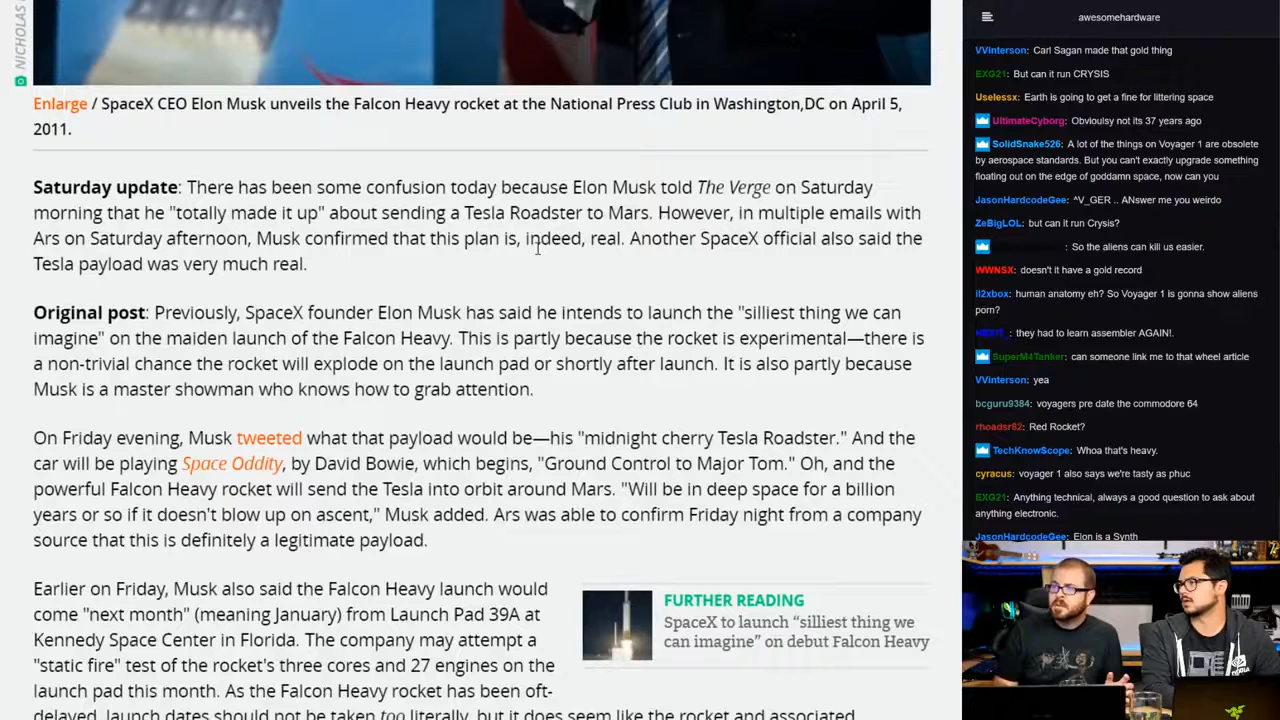 NICHOLAS
Enlarge / SpaceX CEO Elon Musk unveils the Falcon Heavy rocket at the National Press Club in Washington,DC on April 5,
2011.
Saturday update: There has been some confusion today because Elon Musk told The Verge on Saturday
morning that he "totally made it up" about sending a Tesla Roadster to Mars. However, in multiple emails with
Ars on Saturday afternoon, Musk confirmed that this plan is, indeed, real. Another SpaceX official also said the
Tesla payload was very much real.
Original post: Previously, SpaceX founder Elon Musk has said he intends to launch the "silliest thing we can
imagine" on the maiden launch of the Falcon Heavy. This is partly because the rocket is experimental—there is
a non-trivial chance the rocket will explode on the launch pad or shortly after launch. It is also partly because
Musk is a master showman who knows how to grab attention.
On Friday evening, Musk tweeted what that payload would be—his "midnight cherry Tesla Roadster." And the
car will be playing Space Oddity, by David Bowie, which begins, "Ground Control to Major Tom." Oh, and the
powerful Falcon Heavy rocket will send the Tesla into orbit around Mars. "Will be in deep space for a billion
years or so if it doesn't blow up on ascent," Musk added. Ars was able to confirm Friday night from a company
source that this is definitely a legitimate payload.
Earlier on Friday, Musk also said the Falcon Heavy launch would
come "next month" (meaning January) from Launch Pad 39A at
Kennedy Space Center in Florida. The company may attempt a
"static fire" test of the rocket's three cores and 27 engines on the
launch pad this month. As the Falcon Heavy rocket has been oft-
delayed, launch dates should not be taken too literally, but it does seem like the rocket and associated
FURTHER READING
SpaceX to launch “silliest thing we
can imagine” on debut Falcon Heavy
awesomehardware
VVinterson: Carl Sagan made that gold thing
EXG21: But can it run CRYSIS
Uselessx: Earth is going to get a fine for littering space
UltimateCyborg: Obvioulsy not its 37 years ago
SolidSnake526: A lot of the things on Voyager 1 are obsolete
by aerospace standards. But you can't exactly upgrade something
floating out on the edge of goddamn space, now can you
JasonHardcodeGee: ^V_GER .. ANswer me you weirdo
ZeBigLOL: but can it run Crysis?
: So the aliens can kill us easier.
WWNSX: doesn't it have a gold record
il2xbox: human anatomy eh? So Voyager 1 is gonna show aliens
porn?
: they had to learn assembler AGAIN!.
SuperM4Tanker: can someone link me to that wheel article
VVinterson: yea
bcguru9384: voyagers pre date the commodore 64
rhoadsr82: Red Rocket?
TechKnowScope: Whoa that's heavy.
cyracus: voyager 1 also says we're tasty as phuc
EXG21: Anything technical, always a good question to ask about
anything electronic.
JasonHardcodeGee: Elon is a Synth